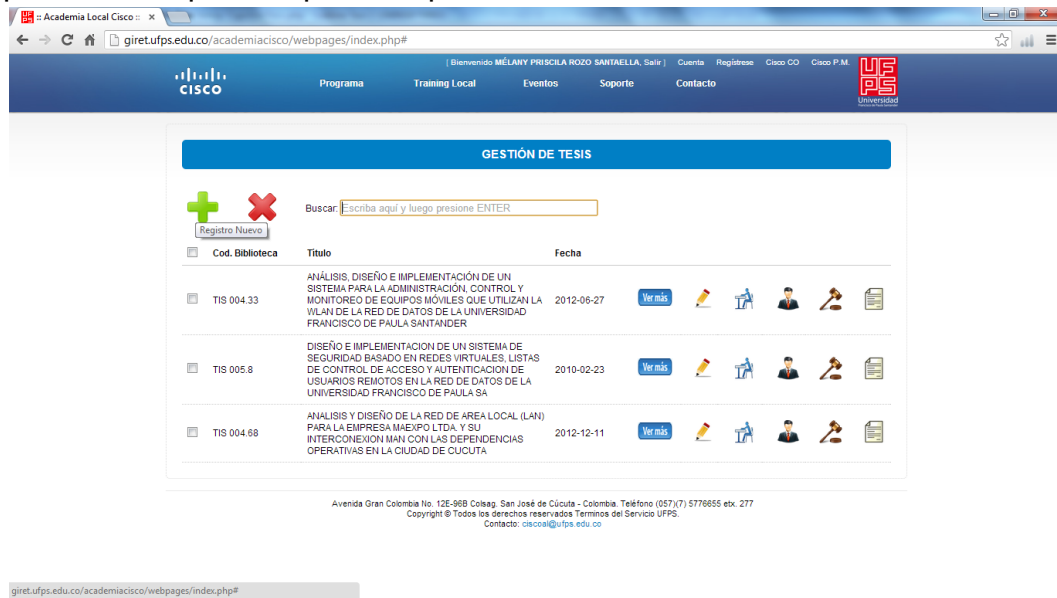 :: Academia Local Cisco ::
giret.ufps.edu.co/academiacisco/webpages/index.php#
| Bienvenido MÉLANY PRISCILA ROZO SANTAELLA, Salir | Cuenta Regístrese Cisco CO Cisco P.M.
CISCO
Programa Training Local Eventos Soporte Contacto
UFPS
Universidad
Francisco de Paula Santander
GESTIÓN DE TESIS
Buscar: Escriba aquí y luego presione ENTER
Registro Nuevo
Cod. Biblioteca Titulo Fecha
ANÁLISIS, DISEÑO E IMPLEMENTACIÓN DE UN
SISTEMA PARA LA ADMINISTRACIÓN, CONTROL Y
TIS 004.33 MONITOREO DE EQUIPOS MÓVILES QUE UTILIZAN LA 2012-06-27 Ver más
WLAN DE LA RED DE DATOS DE LA UNIVERSIDAD
FRANCISCO DE PAULA SANTANDER
DISEÑO E IMPLEMENTACION DE UN SISTEMA DE
SEGURIDAD BASADO EN REDES VIRTUALES, LISTAS
TIS 005.8 DE CONTROL DE ACCESO Y AUTENTICACION DE 2010-02-23 Ver más
USUARIOS REMOTOS EN LA RED DE DATOS DE LA
UNIVERSIDAD FRANCISCO DE PAULA SA
ANALISIS Y DISEÑO DE LA RED DE AREA LOCAL (LAN)
PARA LA EMPRESA MAEXPO LTDA. Y SU
TIS 004.68 INTERCONEXION MAN CON LAS DEPENDENCIAS 2012-12-11 Ver más
OPERATIVAS EN LA CIUDAD DE CUCUTA
Avenida Gran Colombia No. 12E-96B Colsag. San José de Cúcuta - Colombia. Teléfono (057)(7) 5776655 etx. 277
Copyright © Todos los derechos reservados Terminos del Servicio UFPS.
Contacto: ciscoal@ufps.edu.co
giret.ufps.edu.co/academiacisco/webpages/index.php#